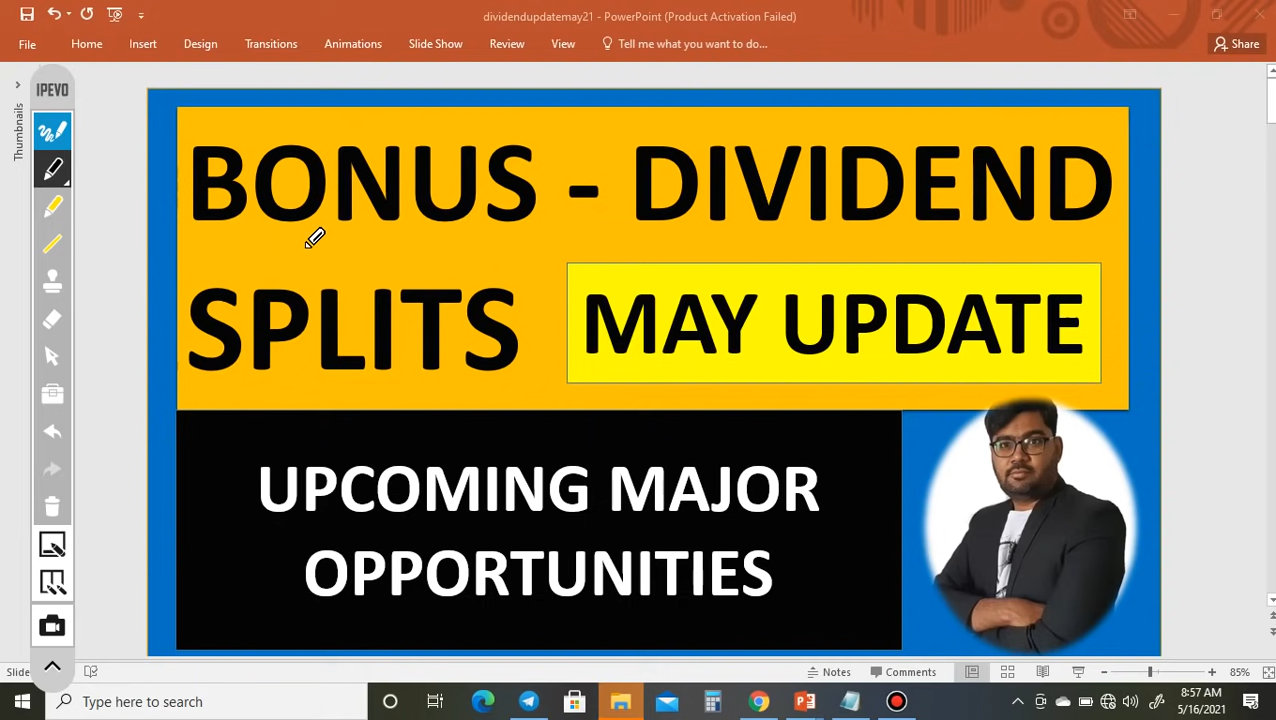 dividendupdatemay21 - PowerPoint (Product Activation Failed)
File Home Insert Design Transitions Animations Slide Show Review View Tell me what you want to do... Share
IPEVO
Thumbnails
BONUS - DIVIDEND
SPLITS MAY UPDATE
UPCOMING MAJOR
OPPORTUNITIES
Slide Notes Comments 85%
Type here to search
8:57 AM
5/16/2021